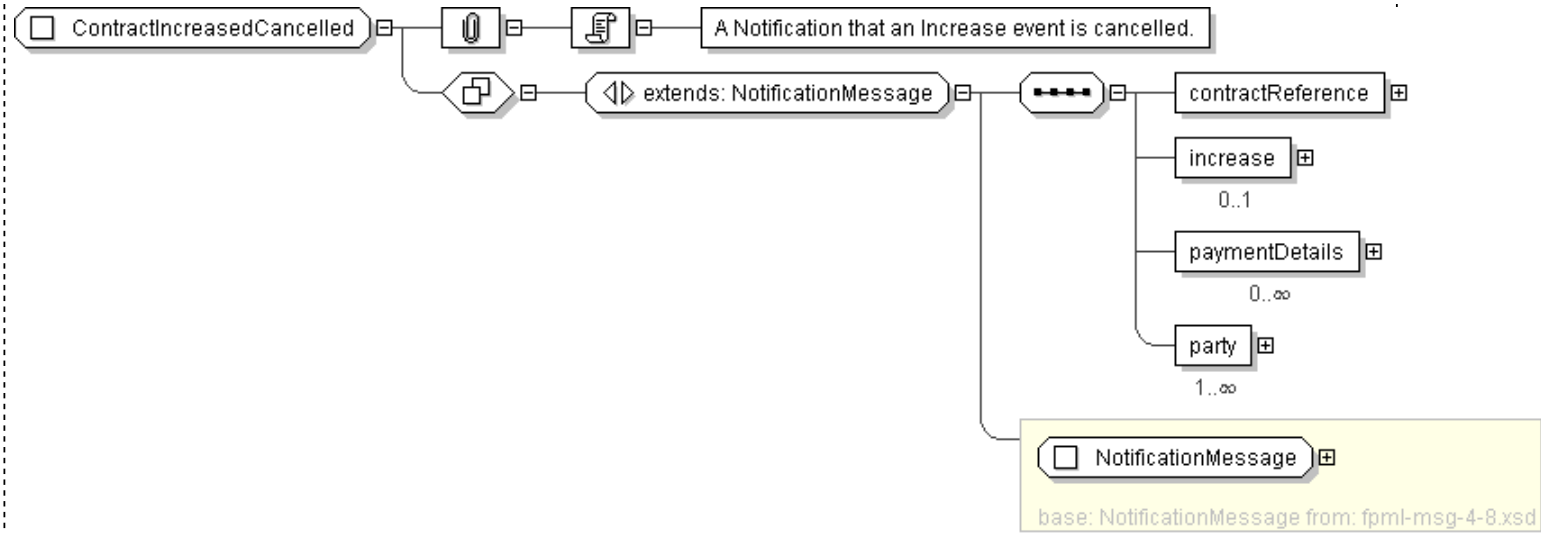 ContractIncreasedCancelled
A Notification that an Increase event is cancelled.
extends: NotificationMessage
contractReference
increase
0..1
paymentDetails
0..∞
party
1..∞
NotificationMessage
base: NotificationMessage from: fpml-msg-4-8.xsd